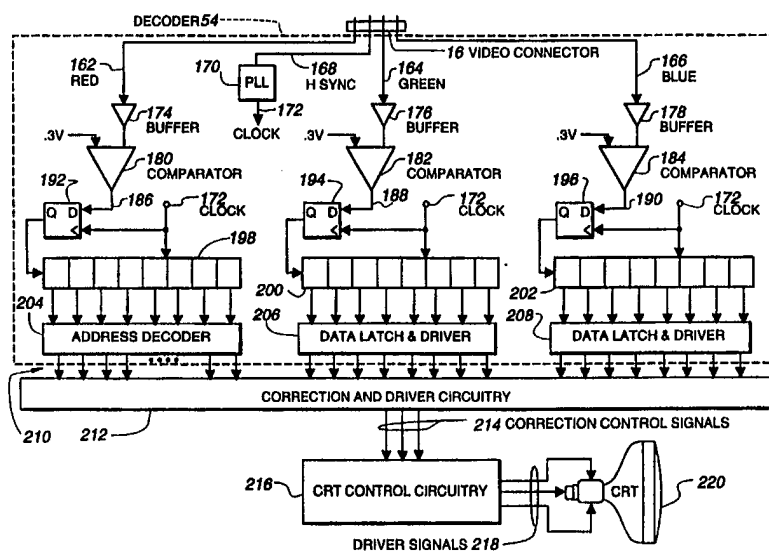 DECODER 54
16 VIDEO CONNECTOR
162
RED
170
PLL
168
H SYNC
164
GREEN
166
BLUE
172
CLOCK
174
BUFFER
176
BUFFER
178
BUFFER
.3V
.3V
.3V
180
COMPARATOR
182
COMPARATOR
184
COMPARATOR
192
Q D
186
172
CLOCK
194
Q D
188
172
CLOCK
196
Q D
190
172
CLOCK
198
200
202
204
ADDRESS DECODER
206
DATA LATCH & DRIVER
208
DATA LATCH & DRIVER
210
CORRECTION AND DRIVER CIRCUITRY
212
214 CORRECTION CONTROL SIGNALS
216
CRT CONTROL CIRCUITRY
CRT
220
DRIVER SIGNALS 218